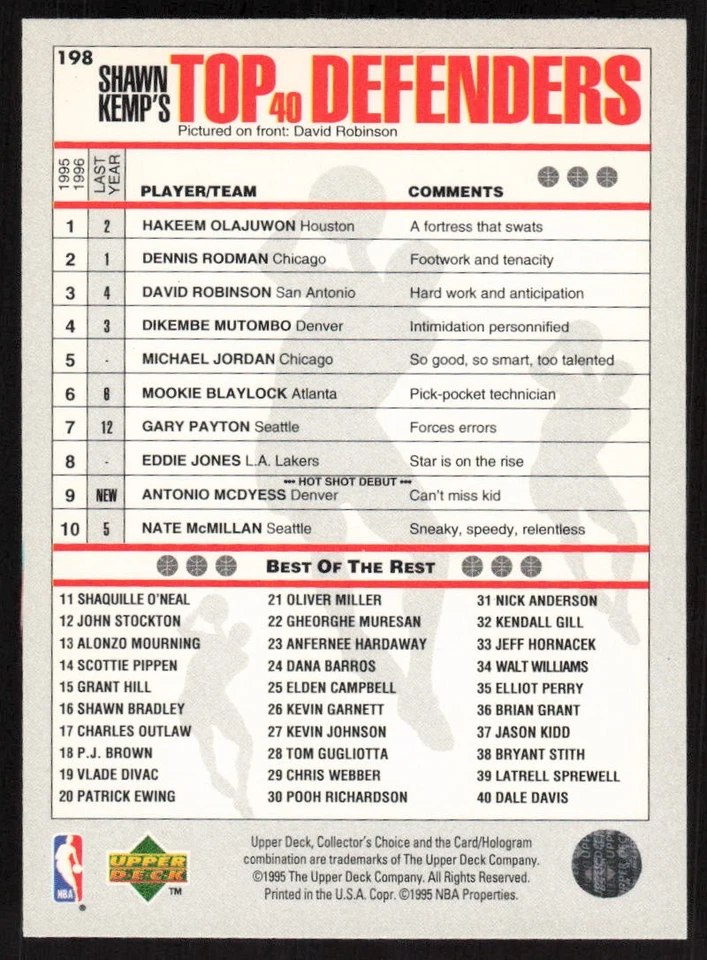 198
SHAWN KEMP'S TOP 40 DEFENDERS
Pictured on front: David Robinson
1995 1996 LAST YEAR PLAYER/TEAM COMMENTS
1 2 HAKEEM OLAJUWON Houston A fortress that swats
2 1 DENNIS RODMAN Chicago Footwork and tenacity
3 4 DAVID ROBINSON San Antonio Hard work and anticipation
4 3 DIKEMBE MUTOMBO Denver Intimidation personnified
5 - MICHAEL JORDAN Chicago So good, so smart, too talented
6 6 MOOKIE BLAYLOCK Atlanta Pick-pocket technician
7 12 GARY PAYTON Seattle Forces errors
8 - EDDIE JONES L.A. Lakers Star is on the rise
••• HOT SHOT DEBUT •••
9 NEW ANTONIO MCDYESS Denver Can't miss kid
10 5 NATE McMILLAN Seattle Sneaky, speedy, relentless
BEST OF THE REST
11 SHAQUILLE O'NEAL
12 JOHN STOCKTON
13 ALONZO MOURNING
14 SCOTTIE PIPPEN
15 GRANT HILL
16 SHAWN BRADLEY
17 CHARLES OUTLAW
18 P.J. BROWN
19 VLADE DIVAC
20 PATRICK EWING
21 OLIVER MILLER
22 GHEORGHE MURESAN
23 ANFERNEE HARDAWAY
24 DANA BARROS
25 ELDEN CAMPBELL
26 KEVIN GARNETT
27 KEVIN JOHNSON
28 TOM GUGLIOTTA
29 CHRIS WEBBER
30 POOH RICHARDSON
31 NICK ANDERSON
32 KENDALL GILL
33 JEFF HORNACEK
34 WALT WILLIAMS
35 ELLIOT PERRY
36 BRIAN GRANT
37 JASON KIDD
38 BRYANT STITH
39 LATRELL SPREWELL
40 DALE DAVIS
NBA ®
UPPER DECK ™
Upper Deck, Collector's Choice and the Card/Hologram
combination are trademarks of The Upper Deck Company.
©1995 The Upper Deck Company. All Rights Reserved.
Printed in the U.S.A. Copr. ©1995 NBA Properties.